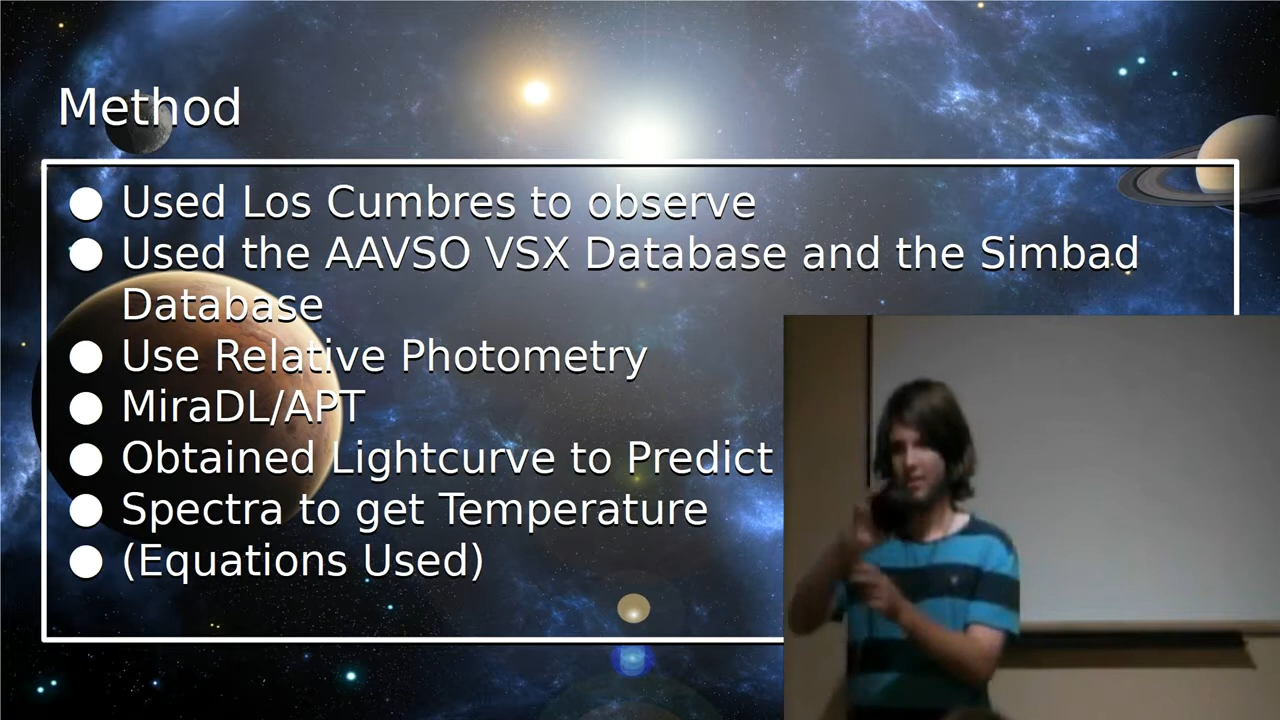 Method
● Used Los Cumbres to observe
● Used the AAVSO VSX Database and the Simbad
Database
● Use Relative Photometry
● MiraDL/APT
● Obtained Lightcurve to Predict
● Spectra to get Temperature
● (Equations Used)